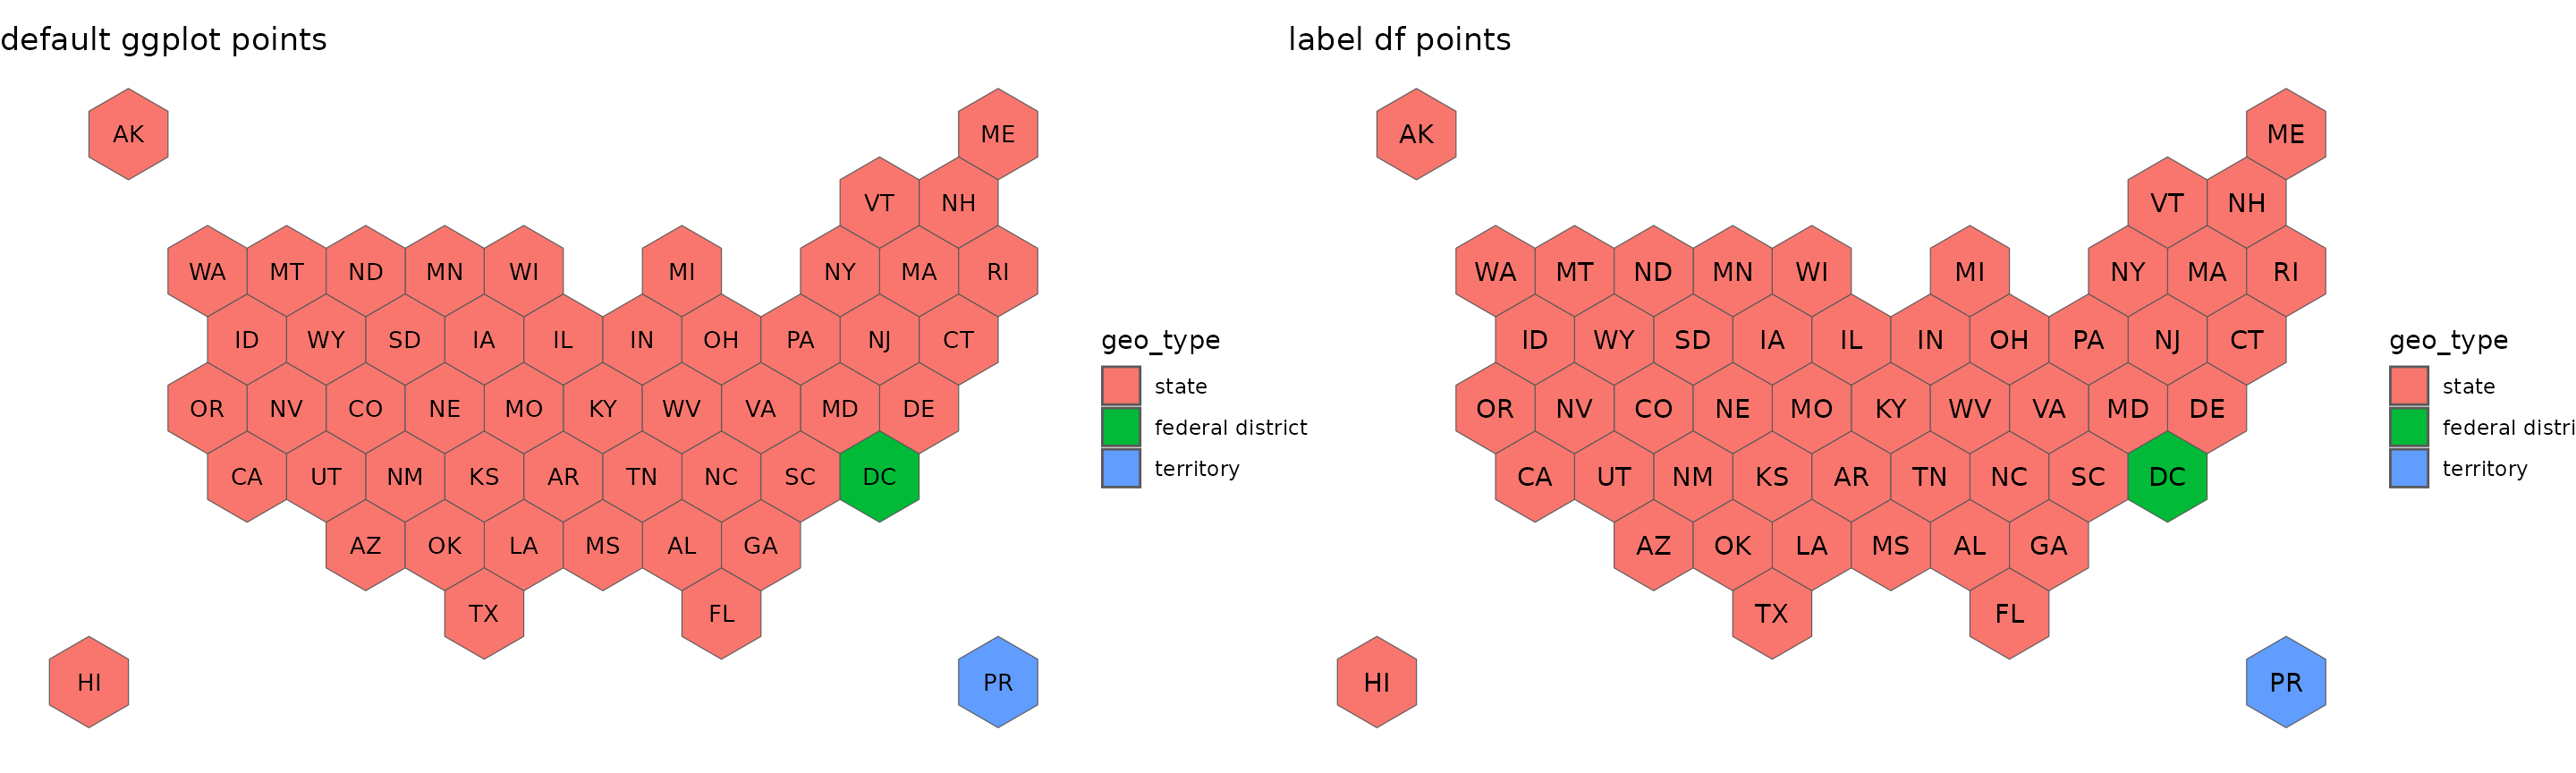 default ggplot points
AK
ME
VT NH
WA MT ND MN WI MI NY MA RI
ID WY SD IA IL IN OH PA NJ CT
OR NV CO NE MO KY WV VA MD DE
CA UT NM KS AR TN NC SC DC
AZ OK LA MS AL GA
TX FL
HI PR
geo_type
state
federal district
territory
label df points
AK
ME
VT NH
WA MT ND MN WI MI NY MA RI
ID WY SD IA IL IN OH PA NJ CT
OR NV CO NE MO KY WV VA MD DE
CA UT NM KS AR TN NC SC DC
AZ OK LA MS AL GA
TX FL
HI PR
geo_type
state
federal distri
territory